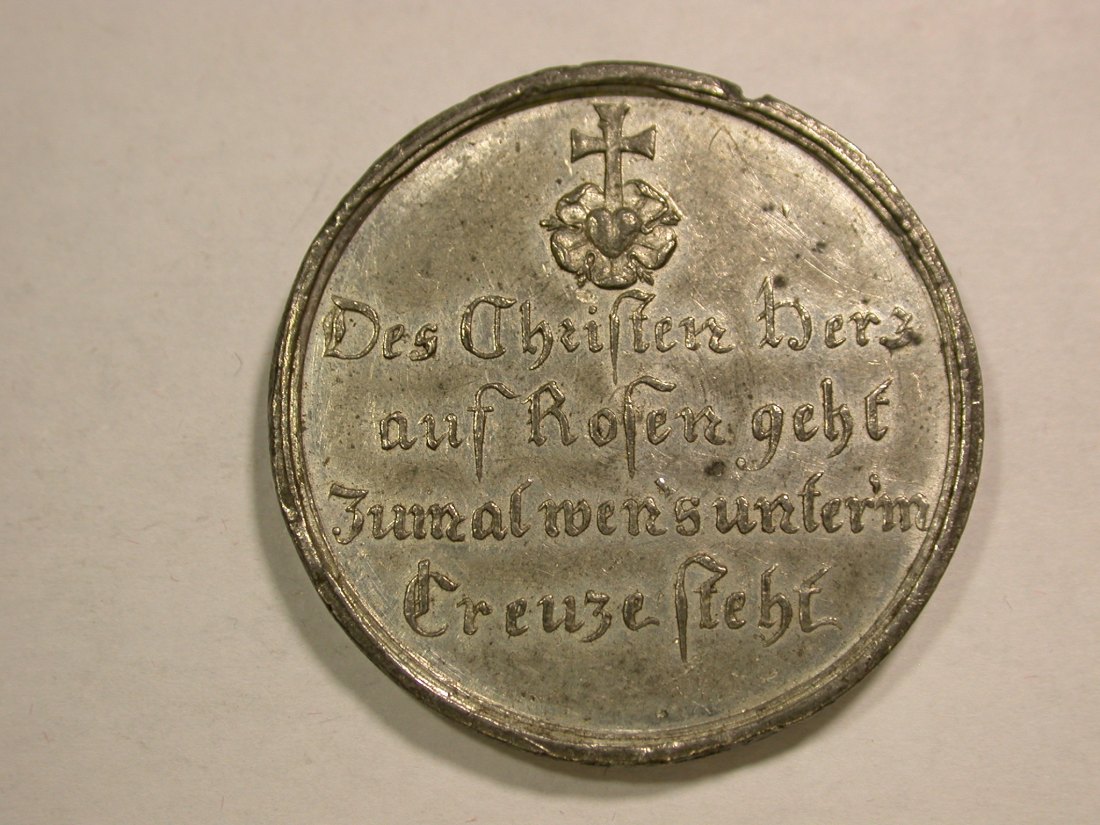 Des Christen Herz
auf Rosen geht
Zumal wen's unter'm
Creuze steht